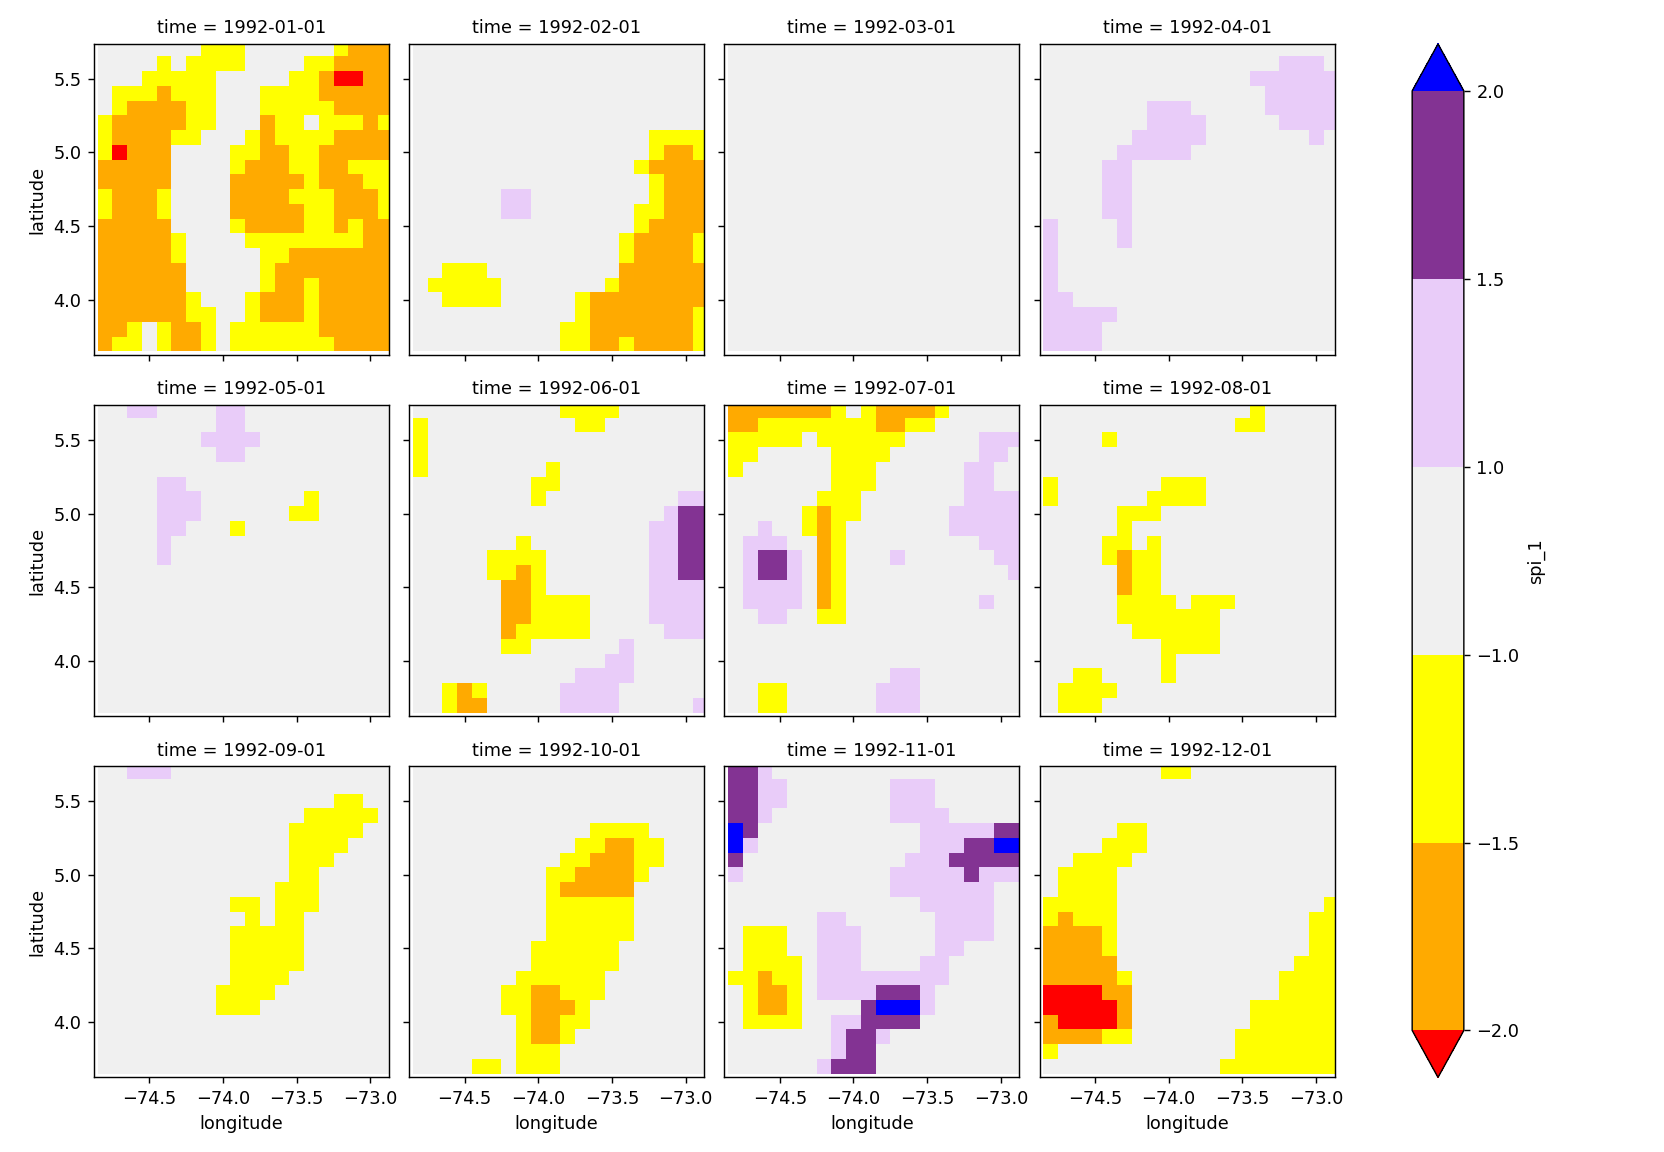 time = 1992-01-01 time = 1992-02-01 time = 1992-03-01 time = 1992-04-01
5.5
5.0
4.5
4.0
latitude
time = 1992-05-01 time = 1992-06-01 time = 1992-07-01 time = 1992-08-01
5.5
5.0
4.5
4.0
latitude
time = 1992-09-01 time = 1992-10-01 time = 1992-11-01 time = 1992-12-01
5.5
5.0
4.5
4.0
latitude
−74.5 −74.0 −73.5 −73.0 −74.5 −74.0 −73.5 −73.0 −74.5 −74.0 −73.5 −73.0 −74.5 −74.0 −73.5 −73.0
longitude longitude longitude longitude
2.0
1.5
1.0
−1.0
−1.5
−2.0
spi_1